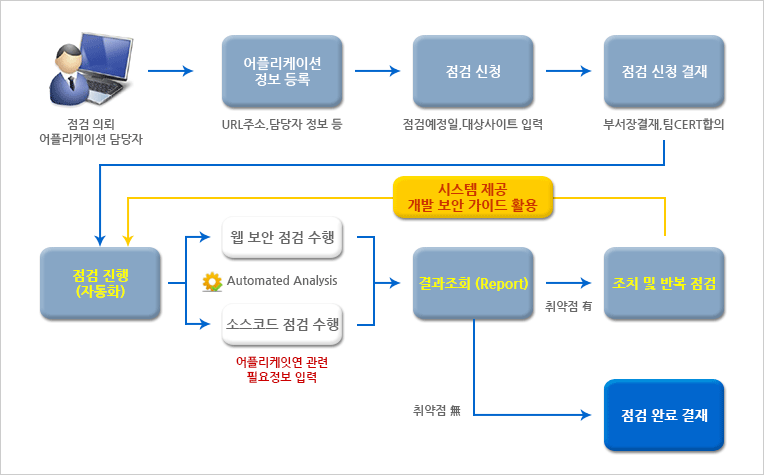 어플리케이션
정보 등록
점검 신청
점검 신청 결재
점검 의뢰
어플리케이션 담당자
URL주소,담당자 정보 등
점검예정일,대상사이트 입력
부서장결재,팀CERT합의
시스템 제공
개발 보안 가이드 활용
점검 진행
(자동화)
웹 보안 점검 수행
Automated Analysis
소스코드 점검 수행
어플리케잇연 관련
필요정보 입력
결과조회 (Report)
취약점 有
조치 및 반복 점검
취약점 無
점검 완료 결재